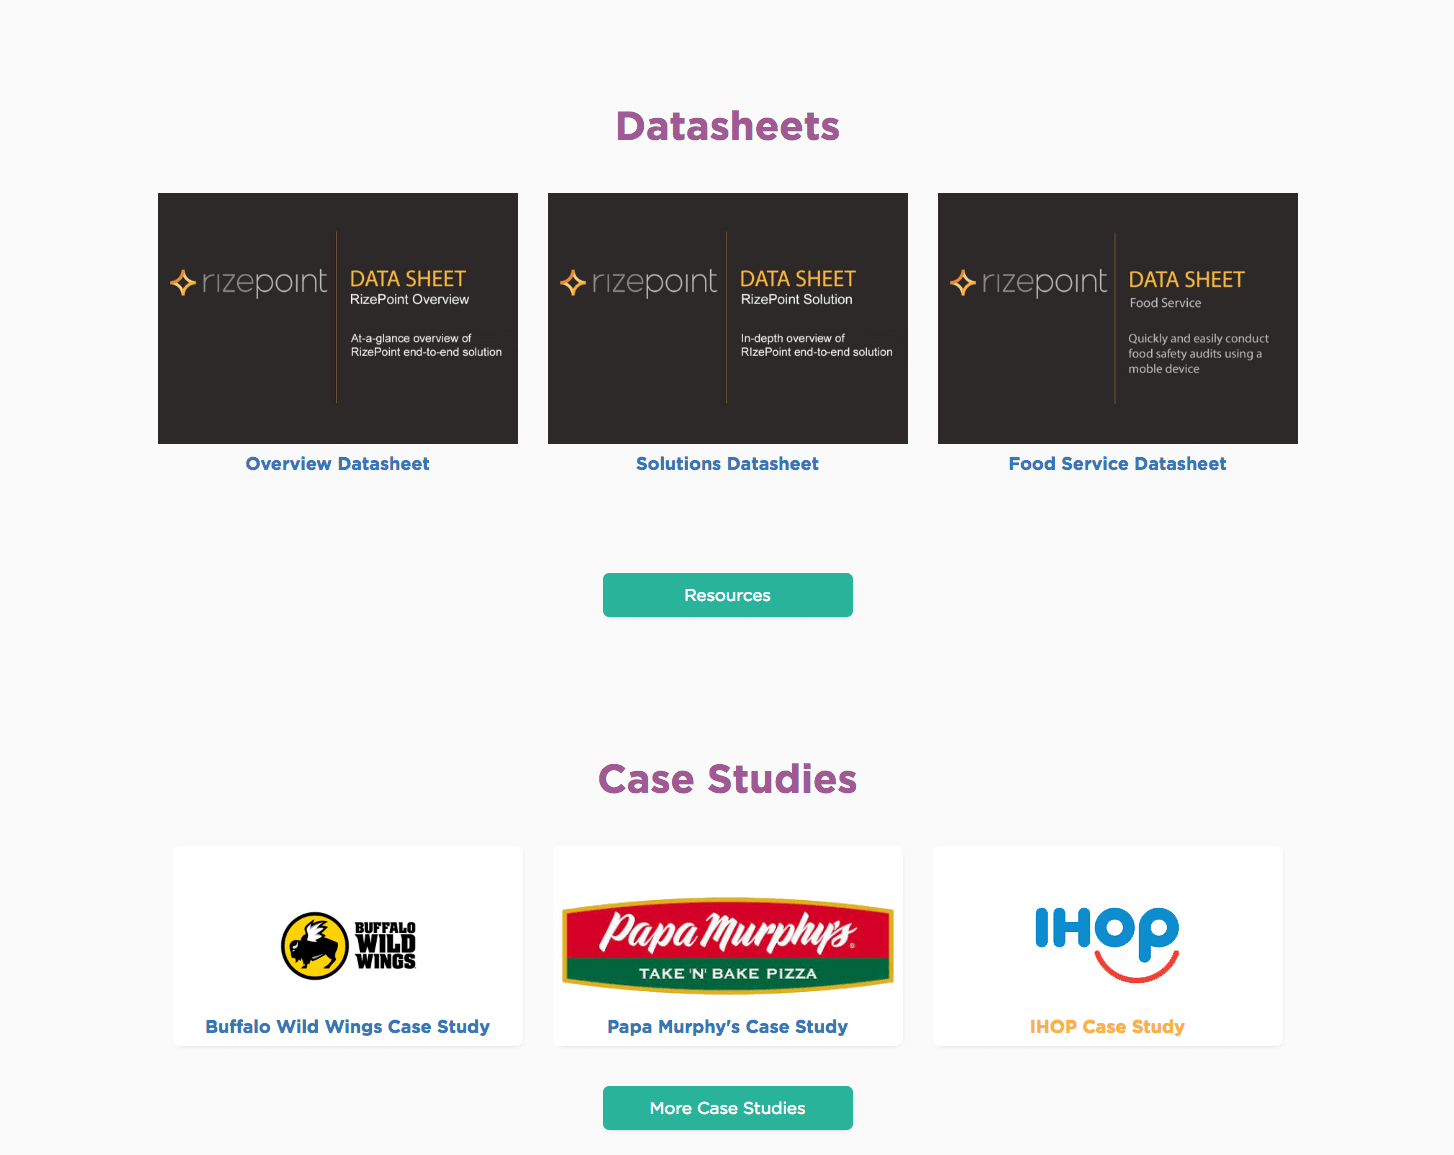 Datasheets
rizepoint
DATA SHEET
RizePoint Overview
At-a-glance overview of
RizePoint end-to-end solution
rizepoint
DATA SHEET
RizePoint Solution
In-depth overview of
RIzePoint end-to-end solution
rizepoint
DATA SHEET
Food Service
Quickly and easily conduct
food safety audits using a
moble device
Overview Datasheet
Solutions Datasheet
Food Service Datasheet
Resources
Case Studies
BUFFALO
WILD
WINGS
Papa Murphy's
TAKE 'N' BAKE PIZZA
IHOP
Buffalo Wild Wings Case Study
Papa Murphy's Case Study
IHOP Case Study
More Case Studies